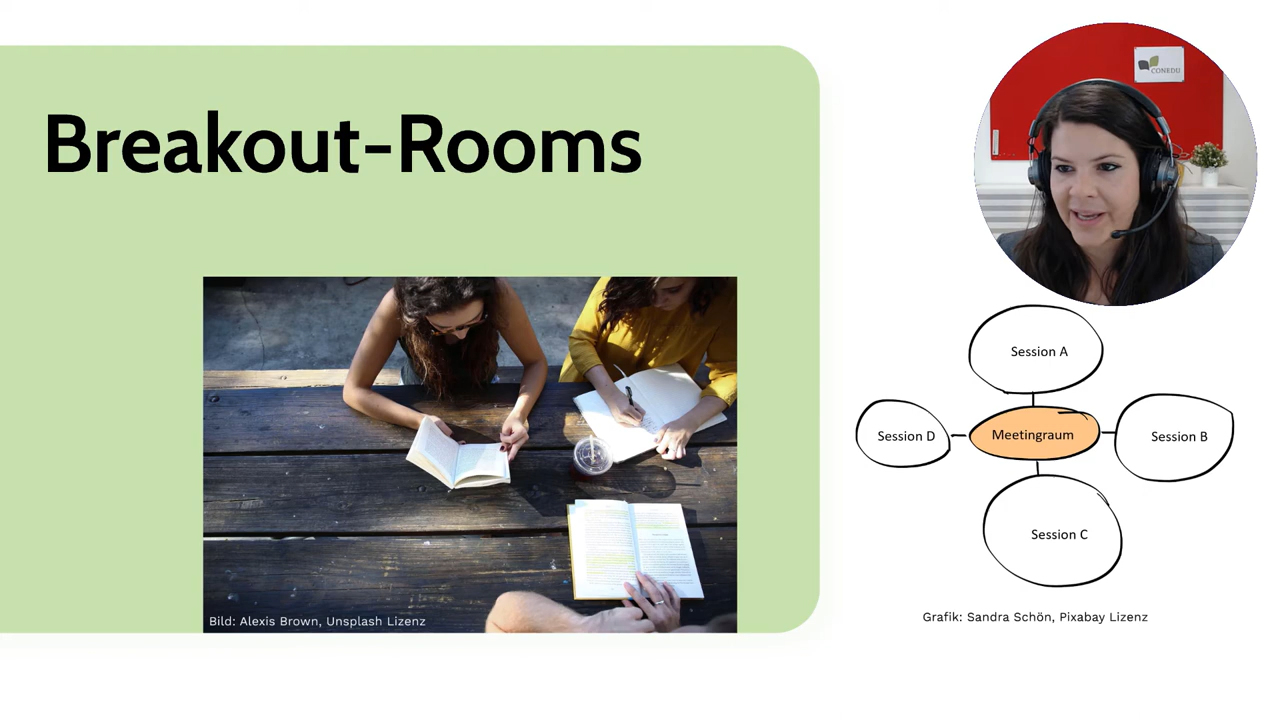 Breakout-Rooms
CONEDU
Session A
Session D
Meetingraum
Session B
Session C
Bild: Alexis Brown, Unsplash Lizenz
Grafik: Sandra Schön, Pixabay Lizenz